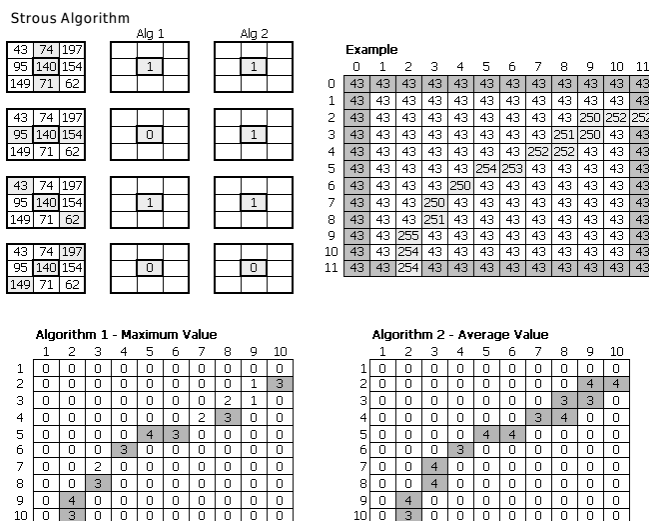 Strous Algorithm
Alg 1 Alg 2
43 74 197
95 140 154 1 1
149 71 62
43 74 197
95 140 154 0 1
149 71 62
43 74 197
95 140 154 1 1
149 71 62
43 74 197
95 140 154 0 0
149 71 62
Example
0 1 2 3 4 5 6 7 8 9 10 11
0 43 43 43 43 43 43 43 43 43 43 43 43
1 43 43 43 43 43 43 43 43 43 43 43 43
2 43 43 43 43 43 43 43 43 43 250 252 252
3 43 43 43 43 43 43 43 43 251 250 43 43
4 43 43 43 43 43 43 43 252 252 43 43 43
5 43 43 43 43 43 254 253 43 43 43 43 43
6 43 43 43 43 250 43 43 43 43 43 43 43
7 43 43 43 250 43 43 43 43 43 43 43 43
8 43 43 43 251 43 43 43 43 43 43 43 43
9 43 43 255 43 43 43 43 43 43 43 43 43
10 43 43 254 43 43 43 43 43 43 43 43 43
11 43 43 254 43 43 43 43 43 43 43 43 43
Algorithm 1 - Maximum Value
1 2 3 4 5 6 7 8 9 10
1 0 0 0 0 0 0 0 0 0 0
2 0 0 0 0 0 0 0 0 1 3
3 0 0 0 0 0 0 0 2 1 0
4 0 0 0 0 0 0 2 3 0 0
5 0 0 0 0 4 3 0 0 0 0
6 0 0 0 3 0 0 0 0 0 0
7 0 0 2 0 0 0 0 0 0 0
8 0 0 3 0 0 0 0 0 0 0
9 0 4 0 0 0 0 0 0 0 0
10 0 3 0 0 0 0 0 0 0 0
Algorithm 2 - Average Value
1 2 3 4 5 6 7 8 9 10
1 0 0 0 0 0 0 0 0 0 0
2 0 0 0 0 0 0 0 0 4 4
3 0 0 0 0 0 0 0 3 3 0
4 0 0 0 0 0 0 3 4 0 0
5 0 0 0 0 4 4 0 0 0 0
6 0 0 0 3 0 0 0 0 0 0
7 0 0 4 0 0 0 0 0 0 0
8 0 0 4 0 0 0 0 0 0 0
9 0 4 0 0 0 0 0 0 0 0
10 0 3 0 0 0 0 0 0 0 0